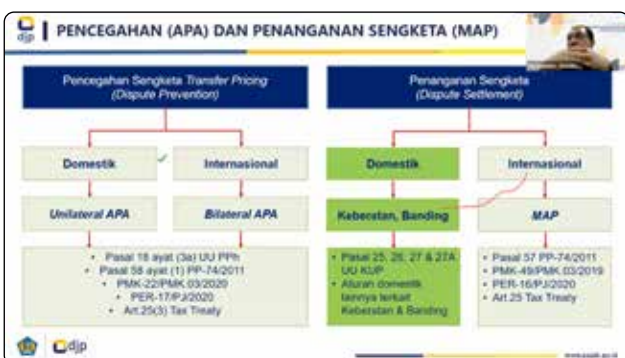 djp
PENCEGAHAN (APA) DAN PENANGANAN SENGKETA (MAP)
Pencegahan Sengketa Transfer Pricing
(Dispute Prevention)
Penanganan Sengketa
(Dispute Settlement)
Domestik
Internasional
Domestik
Internasional
Unilateral APA
Bilateral APA
Keberatan, Banding
MAP
• Pasal 18 ayat (3a) UU PPh
• Pasal 58 ayat (1) PP-74/2011
• PMK-22/PMK.03/2020
• PER-17/PJ/2020
• Art.25(3) Tax Treaty
• Pasal 25, 26, 27 & 27A
UU KUP
• Aturan domestik
lainnya terkait
Keberatan & Banding
• Pasal 57 PP-74/2011
• PMK-49/PMK.03/2019
• PER-16/PJ/2020
• Art.25 Tax Treaty
djp